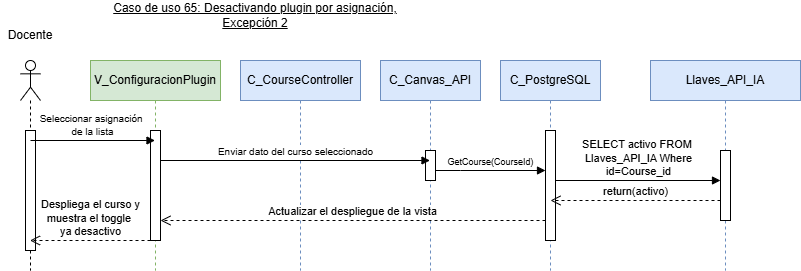 Caso de uso 65: Desactivando plugin por asignación,
Excepción 2
Docente
V_ConfiguracionPlugin
C_CourseController
C_Canvas_API
C_PostgreSQL
Llaves_API_IA
Seleccionar asignación
de la lista
Enviar dato del curso seleccionado
GetCourse(CourseId)
SELECT activo FROM
Llaves_API_IA Where
id=Course_id
return(activo)
Actualizar el despliegue de la vista
Despliega el curso y
muestra el toggle
ya desactivo